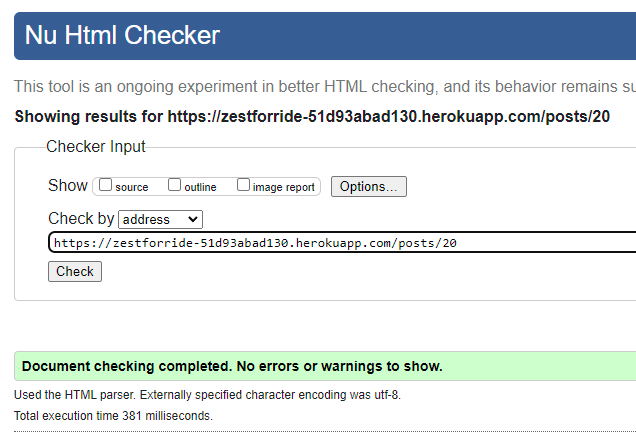 Nu Html Checker
This tool is an ongoing experiment in better HTML checking, and its behavior remains su
Showing results for https://zestforride-51d93abad130.herokuapp.com/posts/20
Checker Input
Show source outline image report Options...
Check by address
https://zestforride-51d93abad130.herokuapp.com/posts/20
Check
Document checking completed. No errors or warnings to show.
Used the HTML parser. Externally specified character encoding was utf-8.
Total execution time 381 milliseconds.